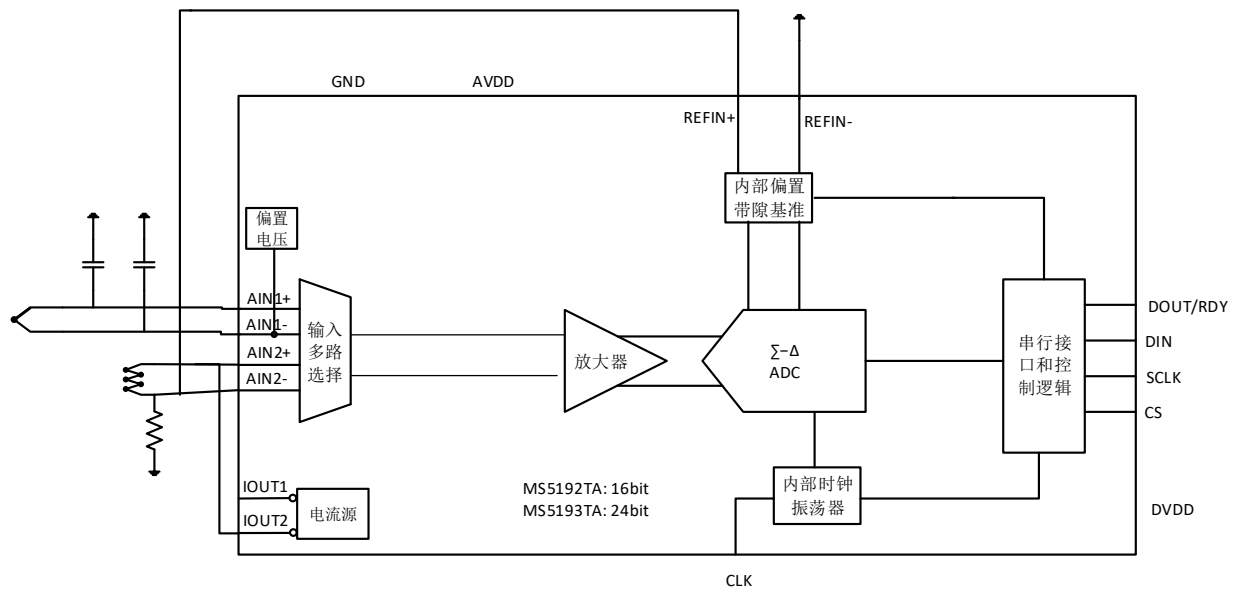 GND
AVDD
REFIN+
REFIN-
内部偏置
带隙基准
偏置
电压
AIN1+
AIN1-
AIN2+
AIN2-
输入
多路
选择
放大器
∑-Δ
ADC
串行接
口和控
制逻辑
DOUT/RDY
DIN
SCLK
CS
IOUT1
IOUT2
电流源
MS5192TA: 16bit
MS5193TA: 24bit
内部时钟
振荡器
DVDD
CLK